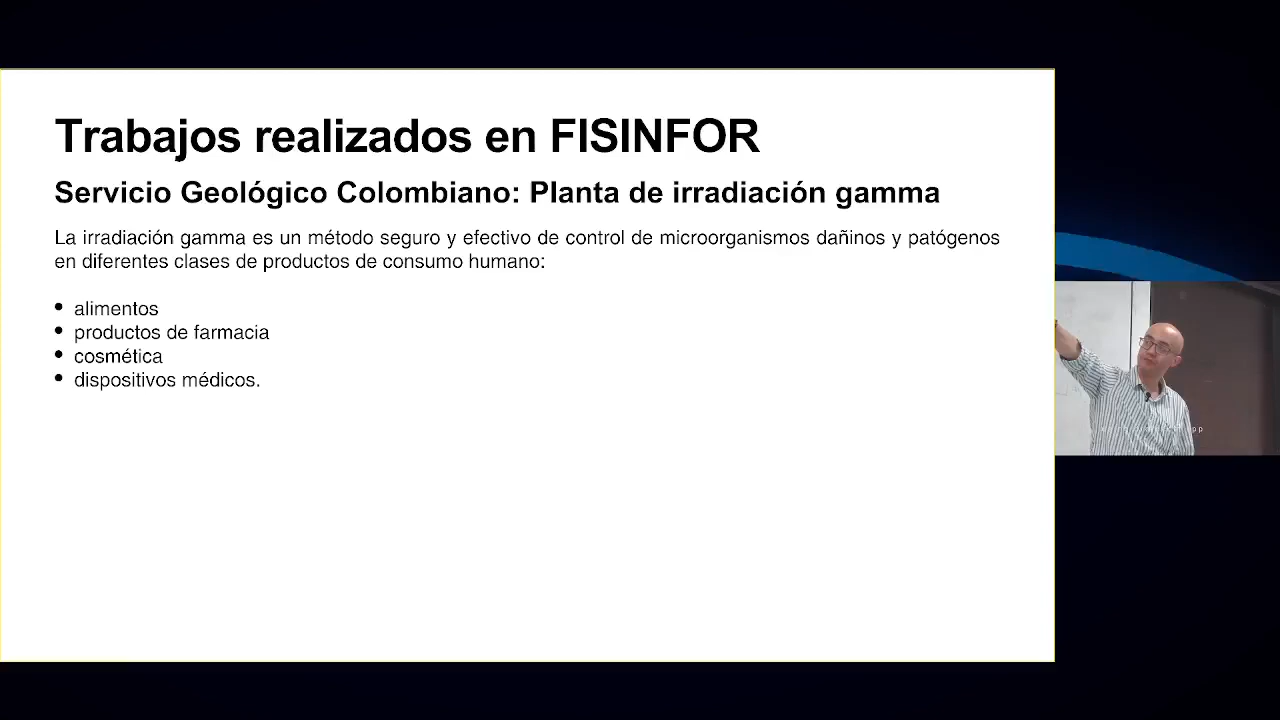 Trabajos realizados en FISINFOR
Servicio Geológico Colombiano: Planta de irradiación gamma
La irradiación gamma es un método seguro y efectivo de control de microorganismos dañinos y patógenos
en diferentes clases de productos de consumo humano:
• alimentos
• productos de farmacia
• cosmética
• dispositivos médicos.